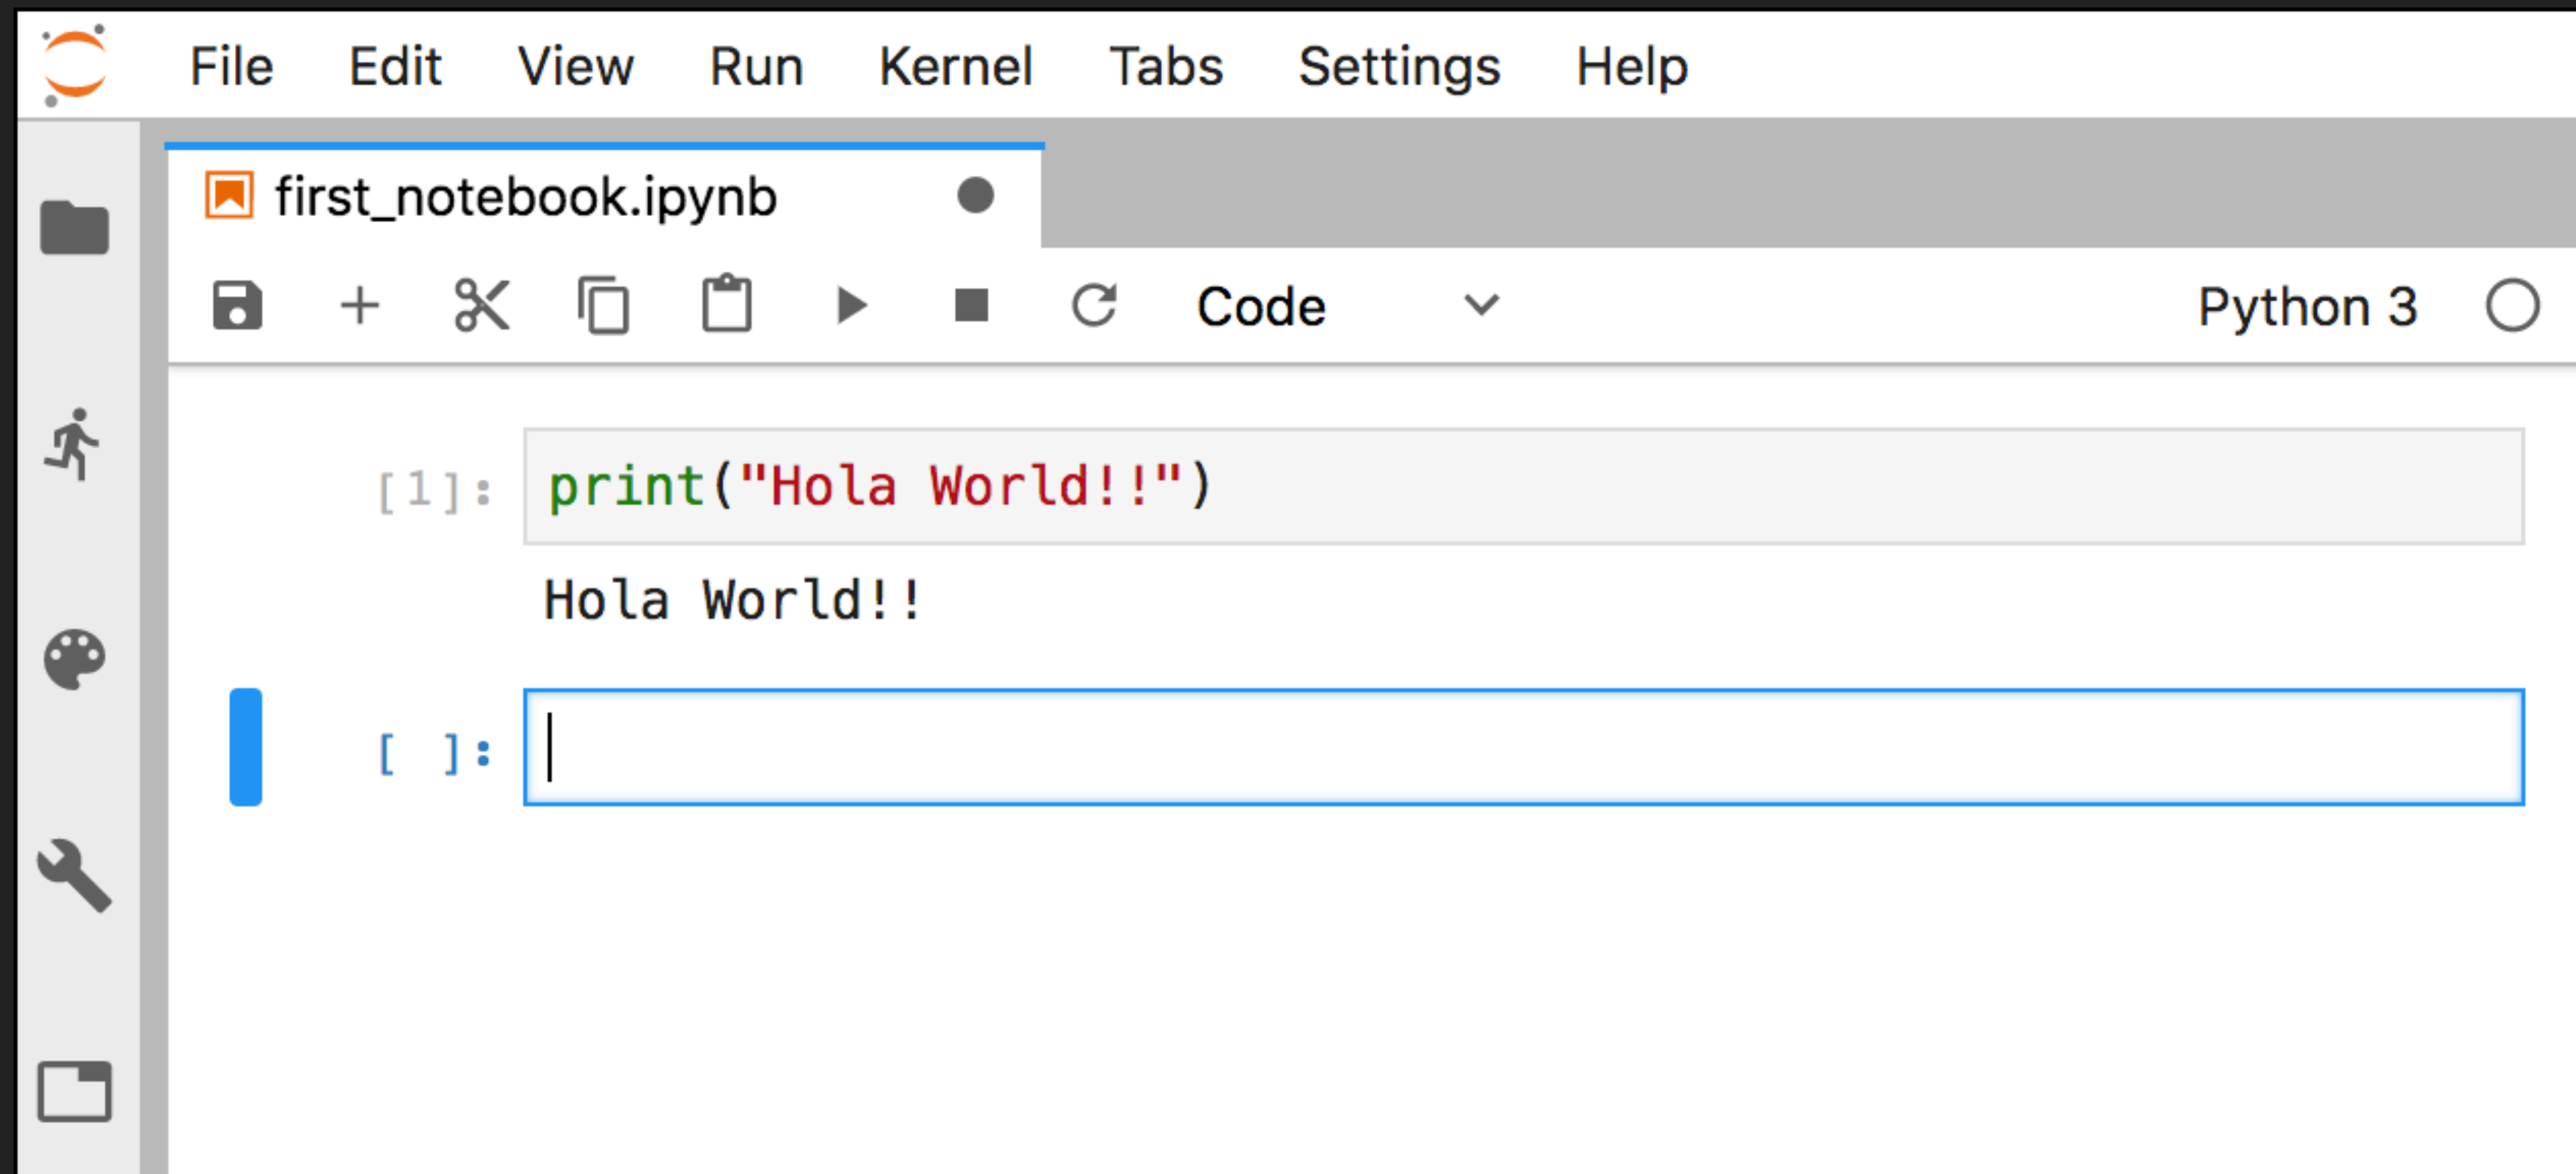 File Edit View Run Kernel Tabs Settings Help
first_notebook.ipynb
Code Python 3
[1]: print("Hola World!!")
Hola World!!
[ ]: